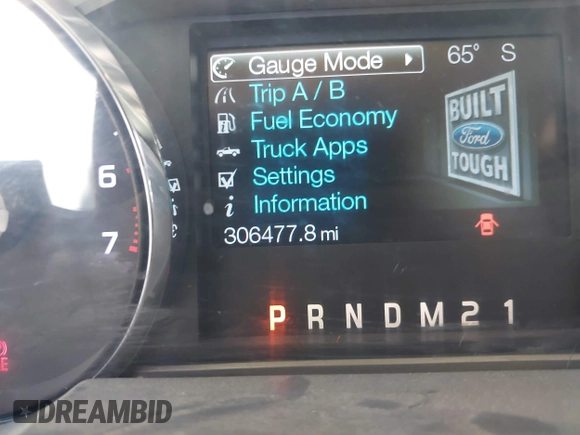 Gauge Mode 65° S
Trip A / B
Fuel Economy
Truck Apps
Settings
i Information
306477.8 mi
BUILT
Ford
TOUGH
6
7
P R N D M 2 1
DREAMBID